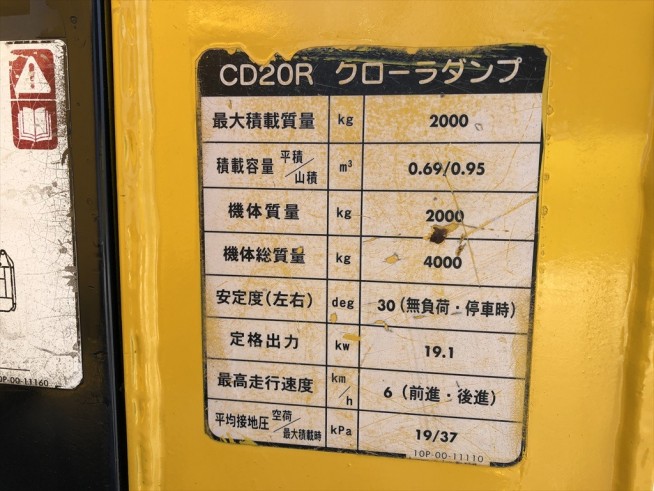 CD20R クローラダンプ
最大積載質量 kg 2000
積載容量 平積/山積 m³ 0.69/0.95
機体質量 kg 2000
機体総質量 kg 4000
安定度(左右) deg 30 (無負荷・停車時)
定格出力 kw 19.1
最高走行速度 km/h 6 (前進・後進)
平均接地圧 空荷/最大積載時 kPa 19/37
10P-00-11110
10P-00-11160